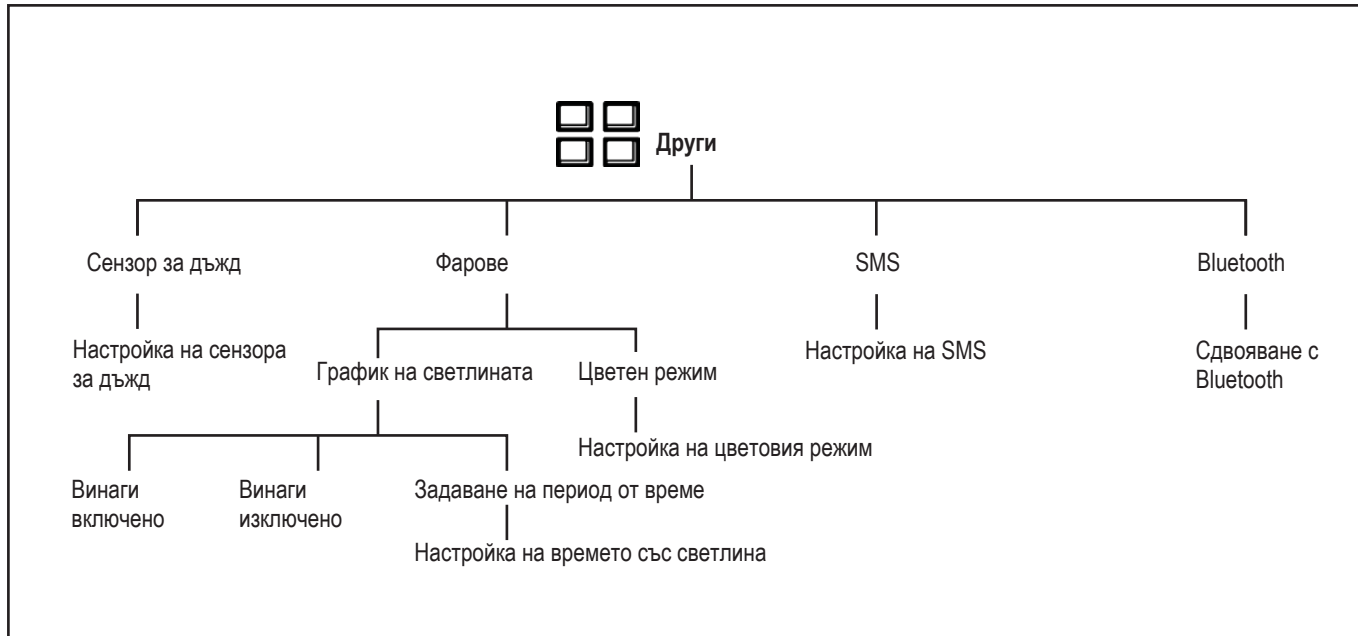 Други
Сензор за дъжд
Фарове
SMS
Bluetooth
Настройка на сензора
за дъжд
График на светлината
Цветен режим
Настройка на SMS
Сдвояване с
Bluetooth
Настройка на цветовия режим
Винаги
включено
Винаги
изключено
Задаване на период от време
Настройка на времето със светлина